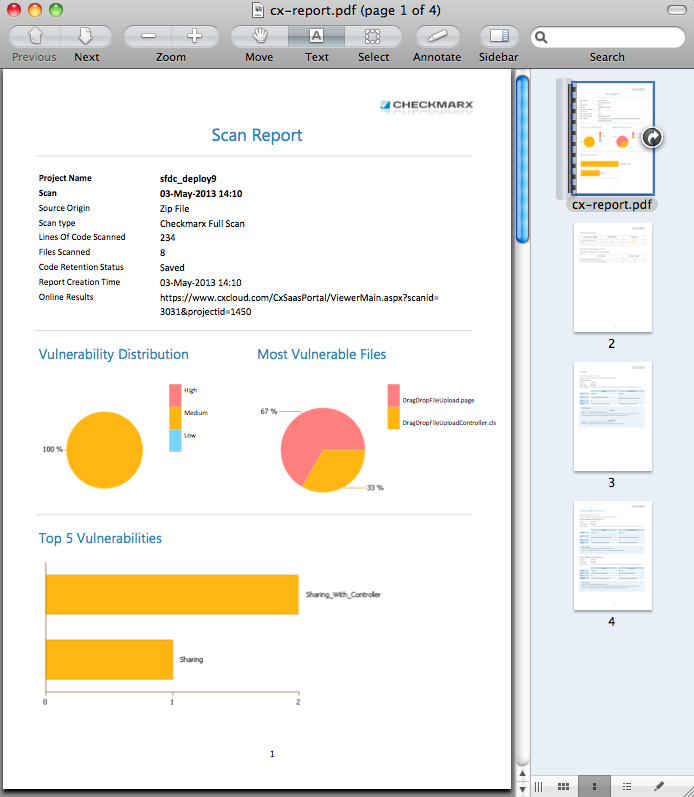 cx-report.pdf (page 1 of 4)
Previous Next Zoom Move Text Select Annotate Sidebar Search
CHECKMARX
Scan Report
Project Name sfdc_deploy9
Scan 03-May-2013 14:10
Source Origin Zip File
Scan type Checkmarx Full Scan
Lines Of Code Scanned 234
Files Scanned 8
Code Retention Status Saved
Report Creation Time 03-May-2013 14:10
Online Results https://www.cxcloud.com/CxSaasPortal/ViewerMain.aspx?scanid=
3031&projectid=1450
Vulnerability Distribution
High
Medium
Low
100 %
Most Vulnerable Files
DragDropFileUpload.page
DragDropFileUploadController.cls
67 %
33 %
Top 5 Vulnerabilities
Sharing_With_Controller
Sharing
0 1 2
1
cx-report.pdf
2
3
4